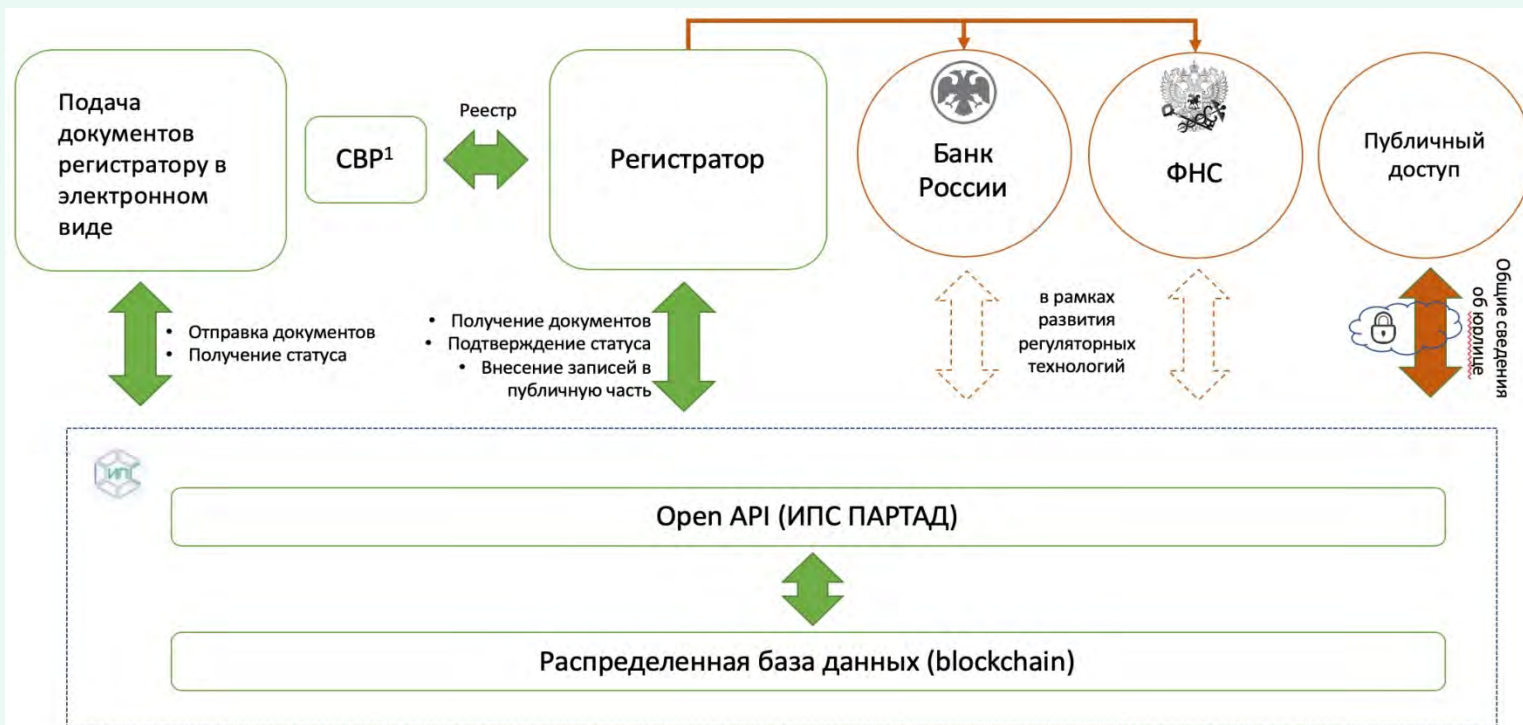 Подача
документов
регистратору в
электронном
виде
СВР¹
Реестр
Регистратор
Банк
России
ФНС
Публичный
доступ
• Отправка документов
• Получение статуса
• Получение документов
• Подтверждение статуса
• Внесение записей в
публичную часть
в рамках
развития
регуляторных
технологий
Общие сведения
об юрлице
ИПС
Open API (ИПС ПАРТАД)
Распределенная база данных (blockchain)